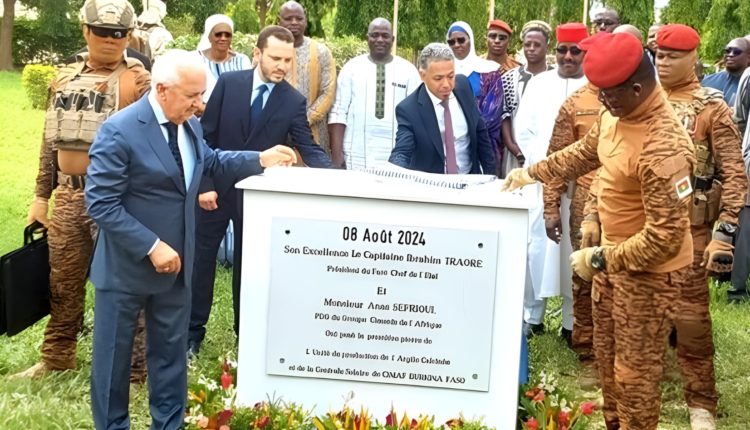 08 Août 2024
Son Excellence Le Capitaine Ibrahim TRAORE
Président du Faso Chef de l'Etat
Et
Monsieur Anas SEFRIOUI,
PDG du Groupe Ciments de l'Afrique
Ont posé la première pierre de
L'Unité de production de l'Argile Calcinée
et de la Centrale Solaire de CIMAF BURKINA FASO